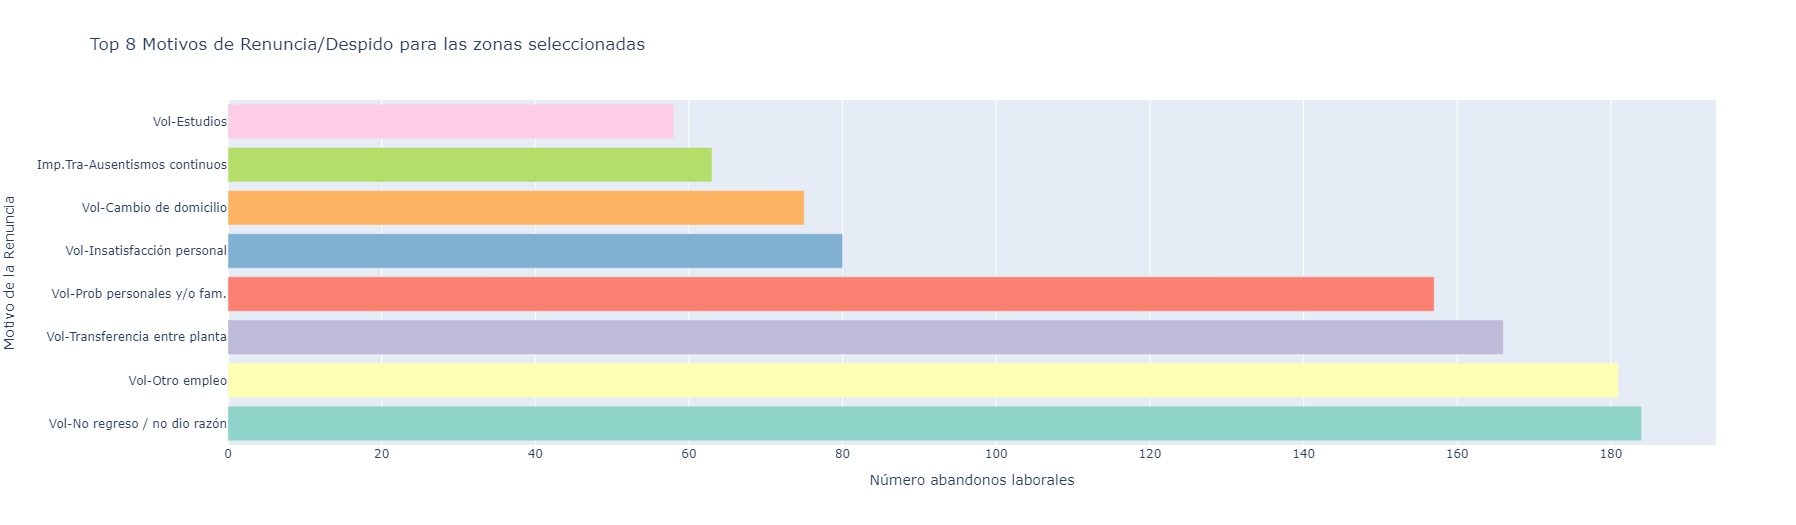 Top 8 Motivos de Renuncia/Despido para las zonas seleccionadas
Motivo de la Renuncia
Vol-Estudios
Imp.Tra-Ausentismos continuos
Vol-Cambio de domicilio
Vol-Insatisfacción personal
Vol-Prob personales y/o fam.
Vol-Transferencia entre planta
Vol-Otro empleo
Vol-No regreso / no dio razón
0 20 40 60 80 100 120 140 160 180
Número abandonos laborales